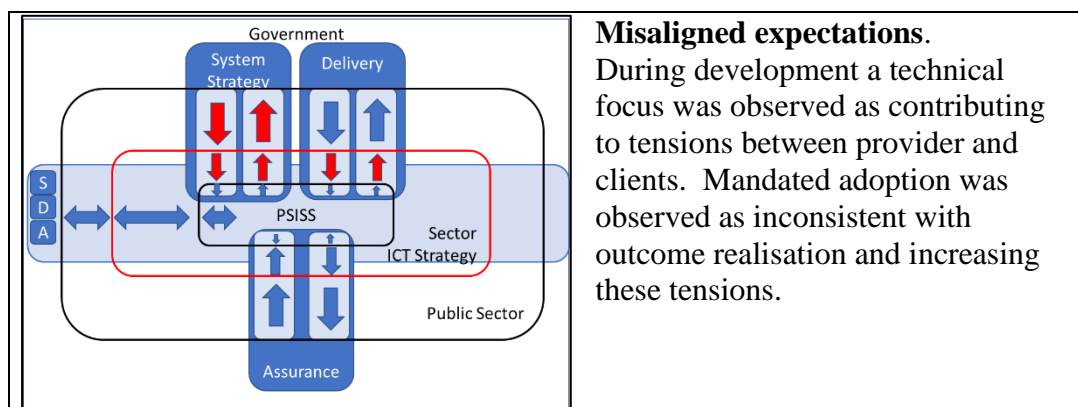 Government
System
Strategy
Delivery
S
D
A
PSISS
Sector
ICT Strategy
Public Sector
Assurance
Misaligned expectations.
During development a technical
focus was observed as contributing
to tensions between provider and
clients.  Mandated adoption was
observed as inconsistent with
outcome realisation and increasing
these tensions.